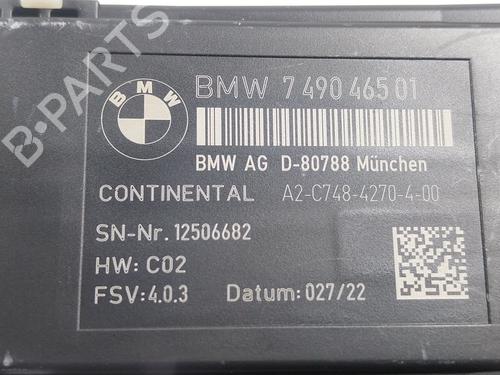 BMW
BMW 7 490 465 01
BMW AG D-80788 München
CONTINENTAL A2-C748-4270-4-00
SN-Nr. 12506682
HW: C02
FSV:4.0.3 Datum: 027/22
B-PARTS